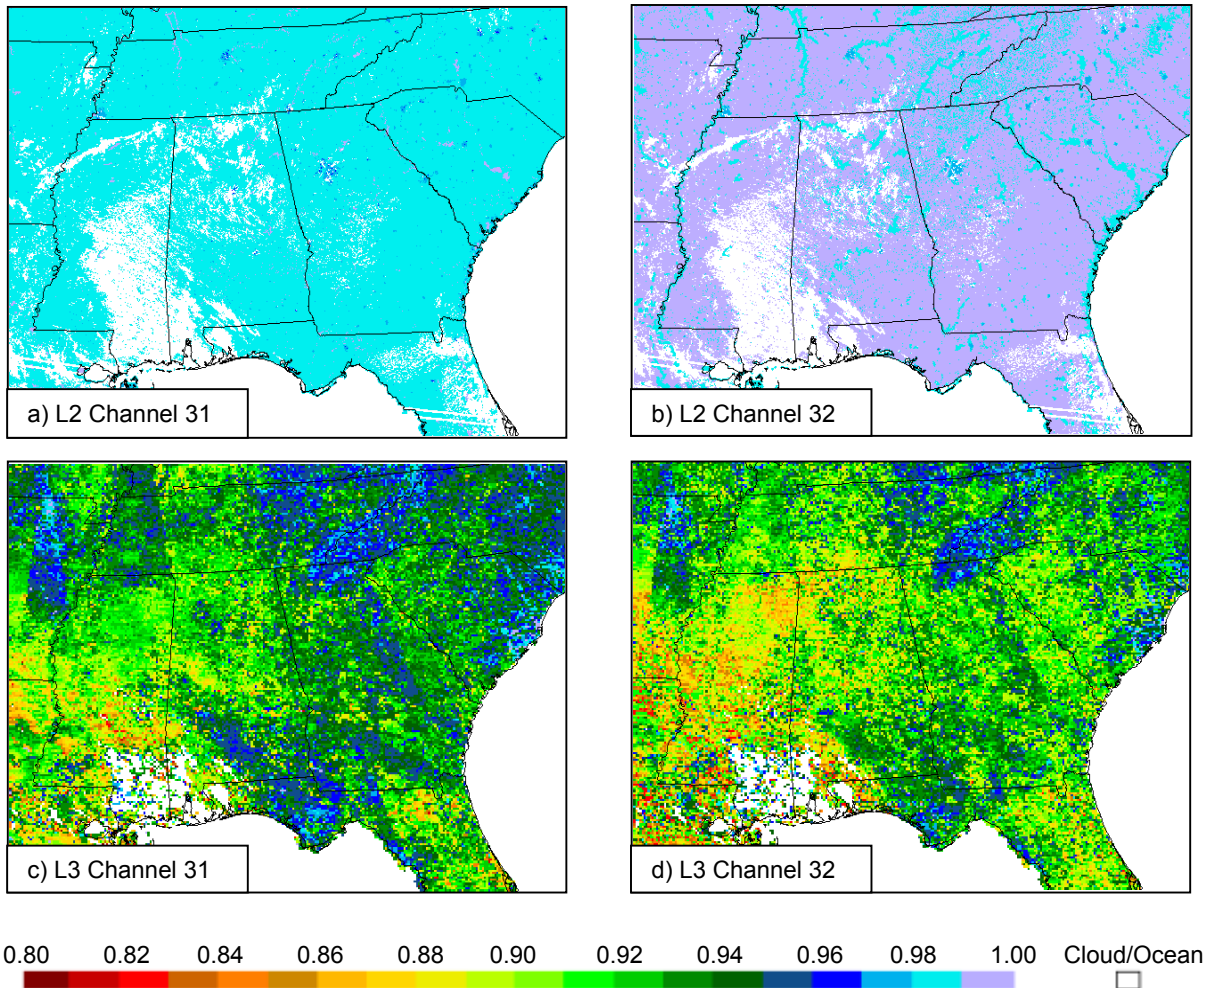 a) L2 Channel 31
b) L2 Channel 32
c) L3 Channel 31
d) L3 Channel 32
0.80 0.82 0.84 0.86 0.88 0.90 0.92 0.94 0.96 0.98 1.00 Cloud/Ocean